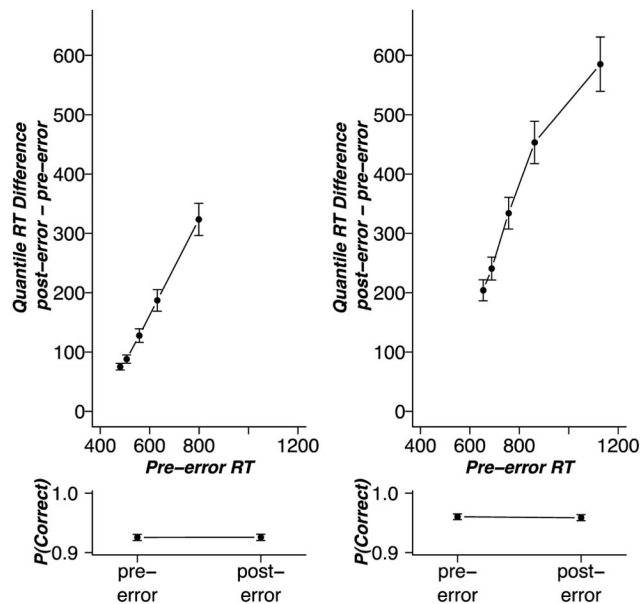 Quantile RT Difference
post−error − pre−error
600
500
400
300
200
100
0
400 600 800 1200
Pre−error RT
P(Correct)
1.0
0.9
pre−
error
post−
error
Quantile RT Difference
post−error − pre−error
600
500
400
300
200
100
0
400 600 800 1200
Pre−error RT
P(Correct)
1.0
0.9
pre−
error
post−
error